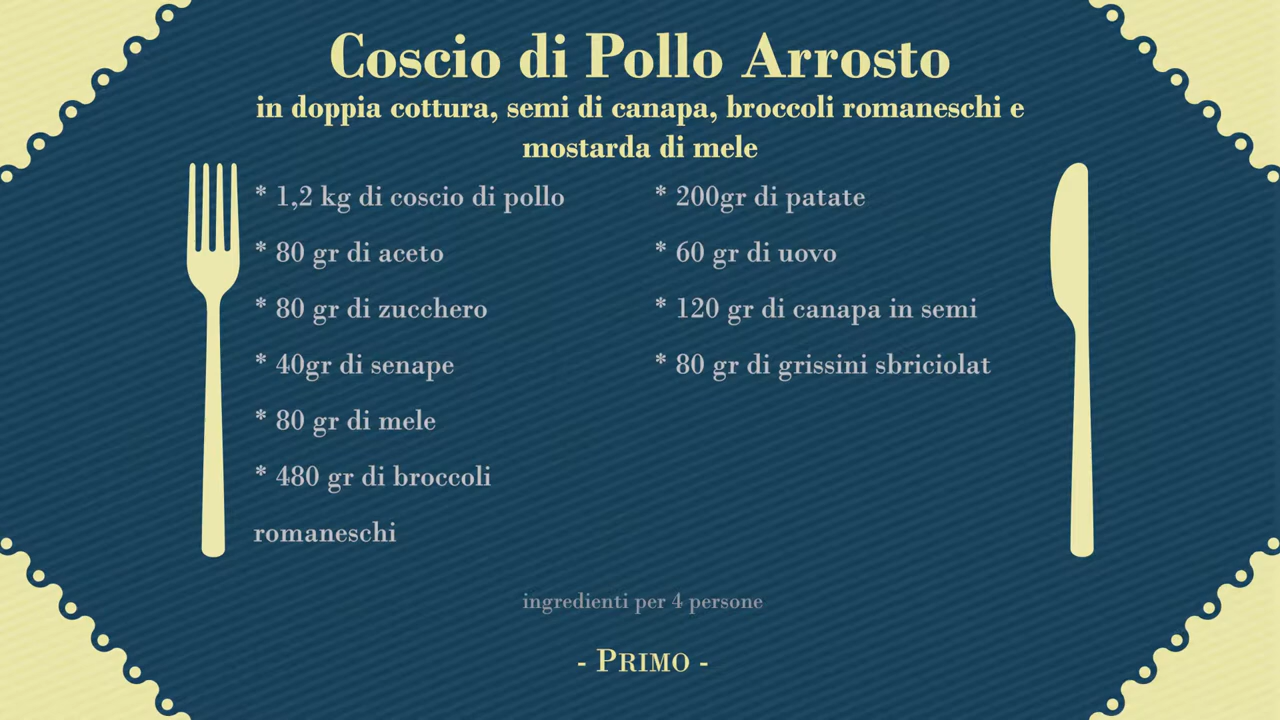 Coscio di Pollo Arrosto
in doppia cottura, semi di canapa, broccoli romaneschi e
mostarda di mele
* 1,2 kg di coscio di pollo
* 80 gr di aceto
* 80 gr di zucchero
* 40gr di senape
* 80 gr di mele
* 480 gr di broccoli
romaneschi
* 200gr di patate
* 60 gr di uovo
* 120 gr di canapa in semi
* 80 gr di grissini sbriciolat
ingredienti per 4 persone
- PRIMO -